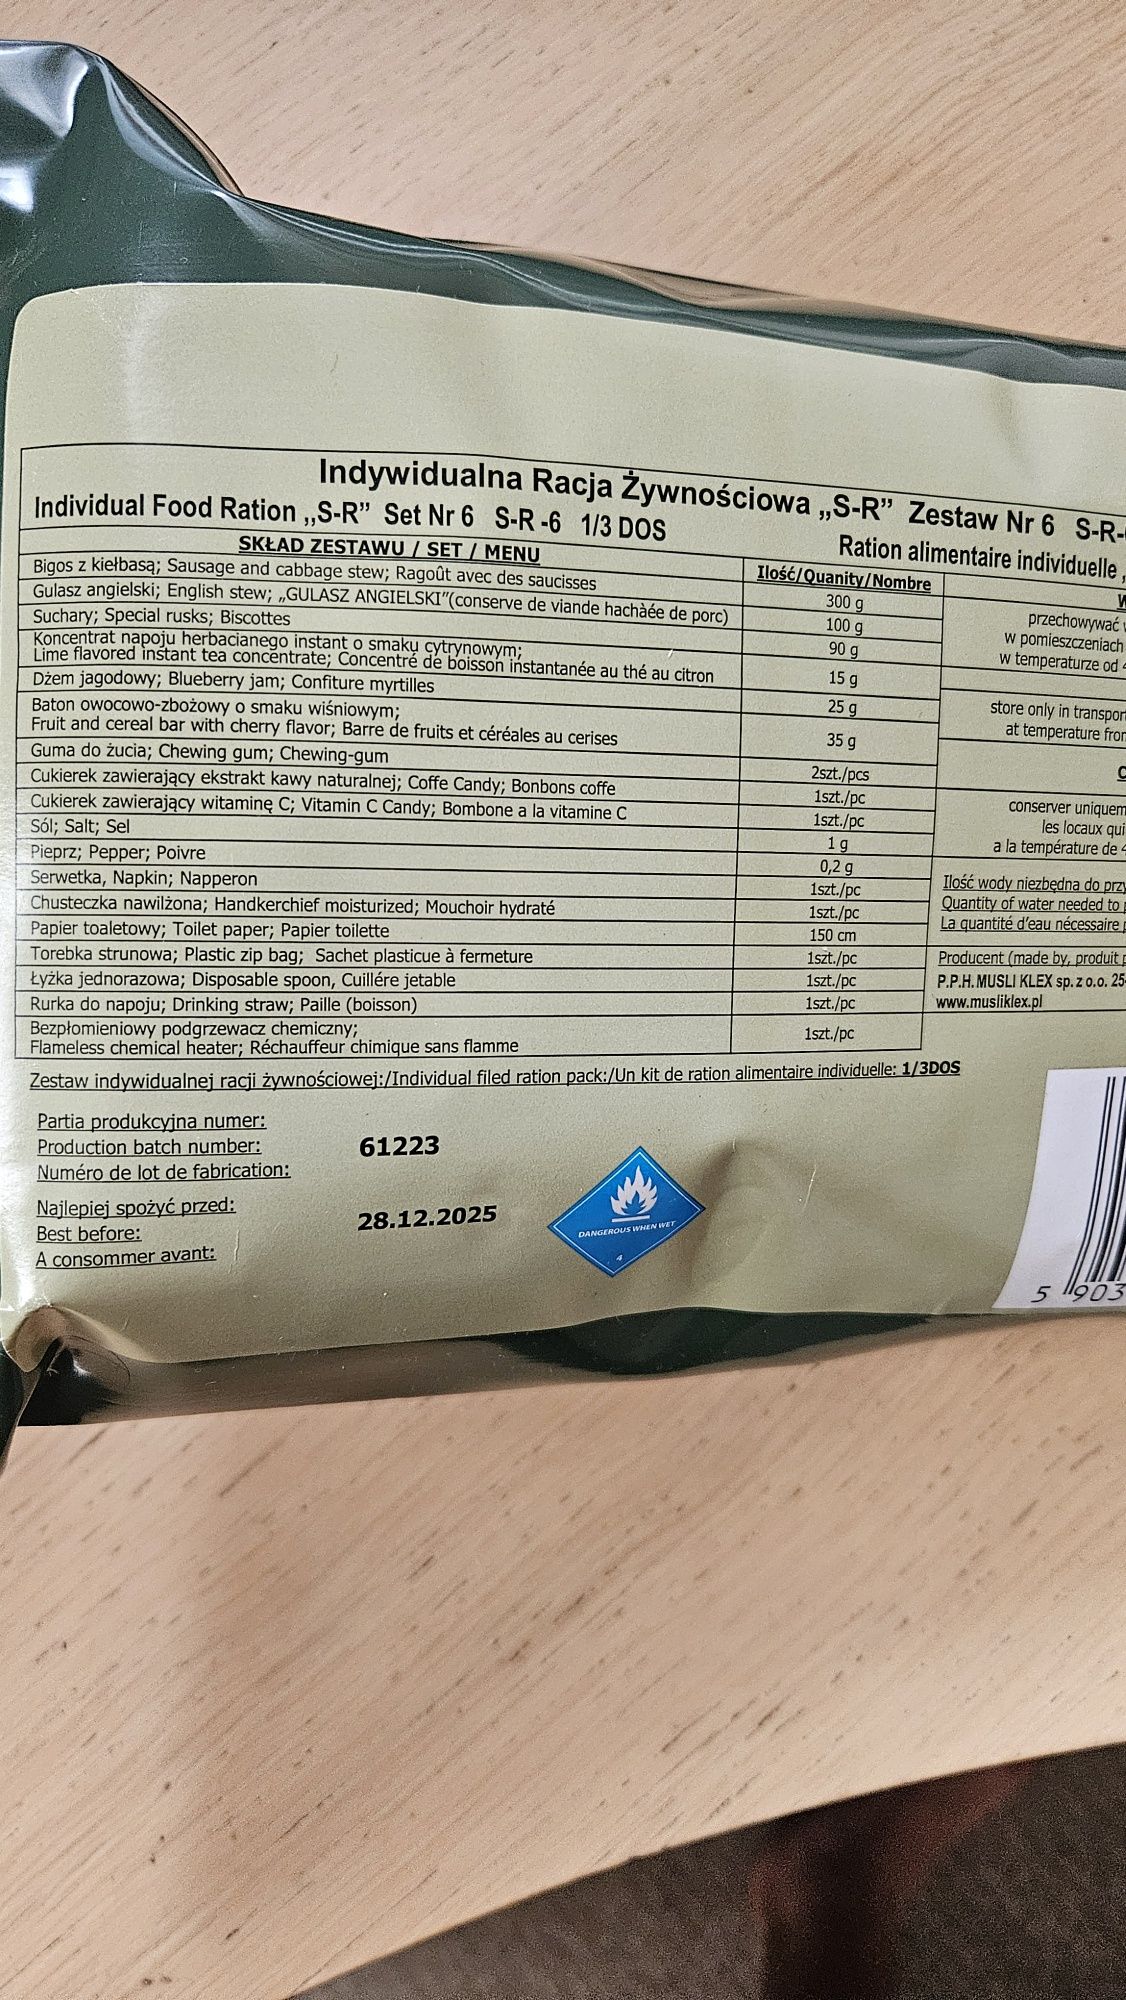 Indywidualna Racja Żywnościowa „S-R” Zestaw Nr 6 S-R-
Individual Food Ration „S-R” Set Nr 6 S-R -6 1/3 DOS
Ration alimentaire individuelle „
SKŁAD ZESTAWU / SET / MENU
Ilość/Quanity/Nombre
Bigos z kiełbasą; Sausage and cabbage stew; Ragoût avec des saucisses
300 g
Gulasz angielski; English stew; „GULASZ ANGIELSKI”(conserve de viande hachàée de porc)
100 g
Suchary; Special rusks; Biscottes
90 g
Koncentrat napoju herbacianego instant o smaku cytrynowym;
Lime flavored instant tea concentrate; Concentré de boisson instantanée au thé au citron
15 g
Dżem jagodowy; Blueberry jam; Confiture myrtilles
25 g
Baton owocowo-zbożowy o smaku wiśniowym;
Fruit and cereal bar with cherry flavor; Barre de fruits et céréales au cerises
35 g
Guma do żucia; Chewing gum; Chewing-gum
2szt./pcs
Cukierek zawierający ekstrakt kawy naturalnej; Coffe Candy; Bonbons coffe
1szt./pc
Cukierek zawierający witaminę C; Vitamin C Candy; Bombone a la vitamine C
1szt./pc
Sól; Salt; Sel
1 g
Pieprz; Pepper; Poivre
0,2 g
Serwetka, Napkin; Napperon
1szt./pc
Chusteczka nawilżona; Handkerchief moisturized; Mouchoir hydraté
1szt./pc
Papier toaletowy; Toilet paper; Papier toilette
150 cm
Torebka strunowa; Plastic zip bag; Sachet plasticue à fermeture
1szt./pc
Łyżka jednorazowa; Disposable spoon, Cuillére jetable
1szt./pc
Rurka do napoju; Drinking straw; Paille (boisson)
1szt./pc
Bezpłomieniowy podgrzewacz chemiczny;
Flameless chemical heater; Réchauffeur chimique sans flamme
1szt./pc
przechowywać
w pomieszczeniach
w temperaturze od
store only in transpor
at temperature fro
conserver uniquem
les locaux qui
a la température de
Ilość wody niezbędna do przy
Quantity of water needed to
La quantité d'eau nécessaire
Producent (made by, produit
P.P.H. MUSLI KLEX sp. z o.o. 25-
www.musliklex.pl
Zestaw indywidualnej racji żywnościowej:/Individual filed ration pack:/Un kit de ration alimentaire individuelle: 1/3DOS
Partia produkcyjna numer:
Production batch number: 61223
Numéro de lot de fabrication:
Najlepiej spożyć przed:
Best before: 28.12.2025
A consommer avant:
DANGEROUS WHEN WET
4
5 903